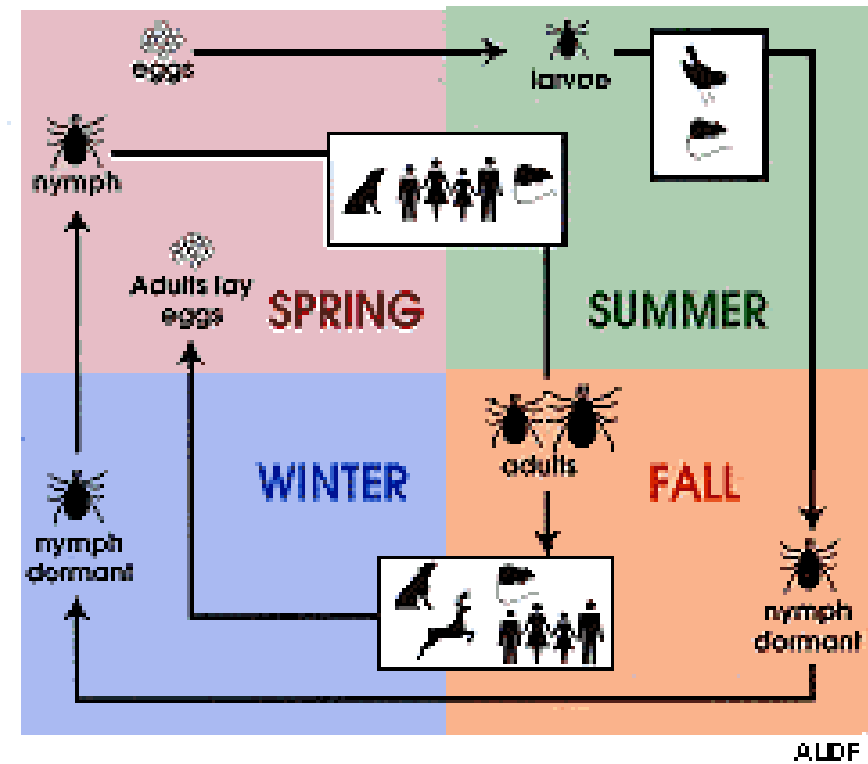 eggs
larvae
nymph
Adults lay
eggs
SPRING
SUMMER
WINTER
adults
FALL
nymph
dormant
nymph
dormant
ALDF